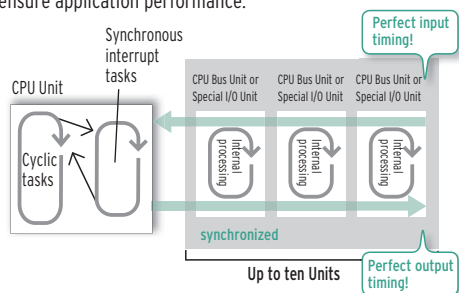 ensure application performance.
Perfect input
timing!
Synchronous
interrupt
tasks
CPU Unit
CPU Bus Unit or
Special I/O Unit
CPU Bus Unit or
Special I/O Unit
CPU Bus Unit or
Special I/O Unit
Cyclic
tasks
Internal
processing
Internal
processing
Internal
processing
synchronized
Up to ten Units
Perfect output
timing!